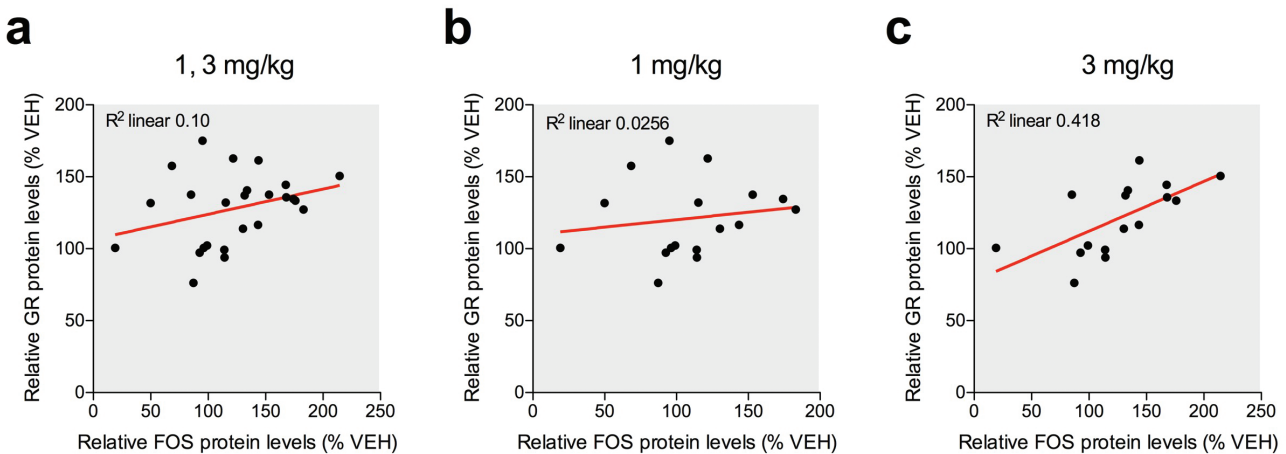 a
1, 3 mg/kg
Relative GR protein levels (% VEH)
200
150
100
50
0
R² linear 0.10
0 50 100 150 200 250
Relative FOS protein levels (% VEH)
b
1 mg/kg
Relative GR protein levels (% VEH)
200
150
100
50
0
R² linear 0.0256
0 50 100 150 200
Relative FOS protein levels (% VEH)
c
3 mg/kg
Relative GR protein levels (% VEH)
200
150
100
50
0
R² linear 0.418
0 50 100 150 200 250
Relative FOS protein levels (% VEH)